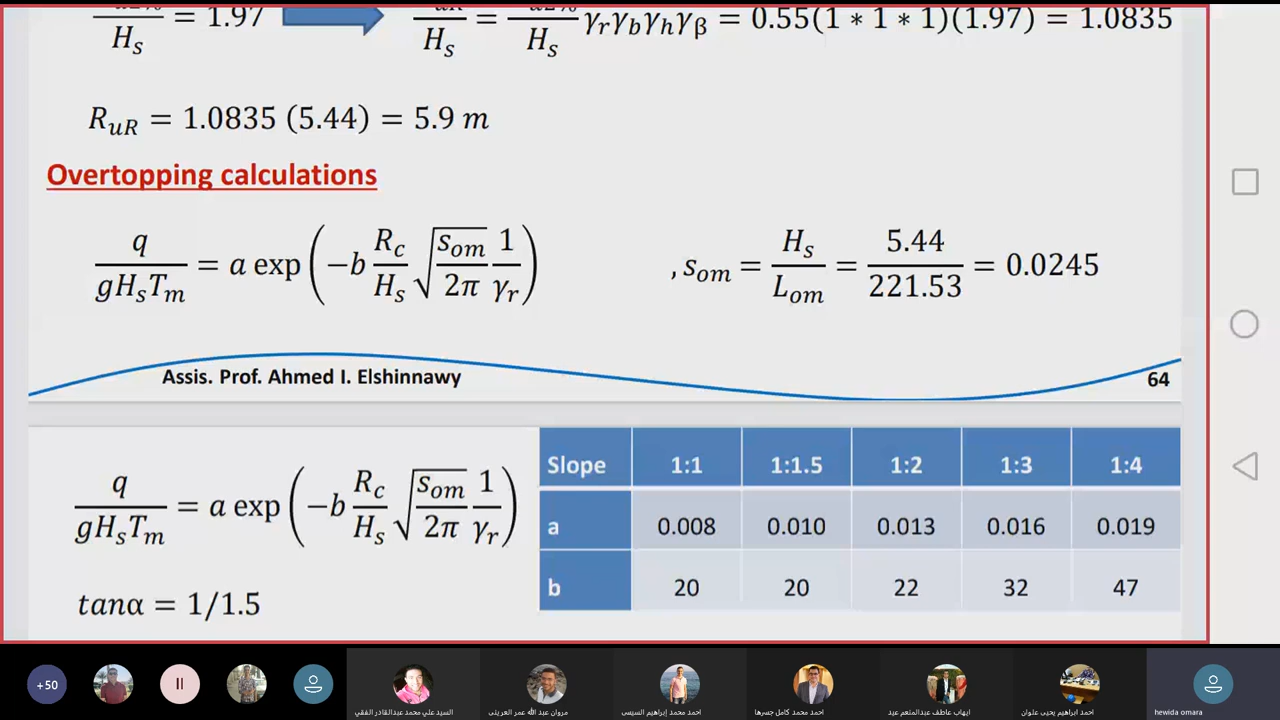 /H_s = 1.97
/H_s = /H_s γ_r γ_b γ_h γ_β = 0.55(1 * 1 * 1)(1.97) = 1.0835
R_uR = 1.0835 (5.44) = 5.9 m
Overtopping calculations
q/(gH_sT_m) = a exp(−b R_c/H_s √(s_om/2π) 1/γ_r)
, s_om = H_s/L_om = 5.44/221.53 = 0.0245
Assis. Prof. Ahmed I. Elshinnawy
64
q/(gH_sT_m) = a exp(−b R_c/H_s √(s_om/2π) 1/γ_r)
tanα = 1/1.5
Slope 1:1 1:1.5 1:2 1:3 1:4
a 0.008 0.010 0.013 0.016 0.019
b 20 20 22 32 47
+50
السيد علي محمد عبدالقادر الفقي
مروان عبد الله عمر العريني
احمد محمد إبراهيم السيسي
احمد محمد كامل جسرها
ايهاب عاطف عبدالمنعم عيد
احمد ابراهيم يحيى علوان
hewida omara